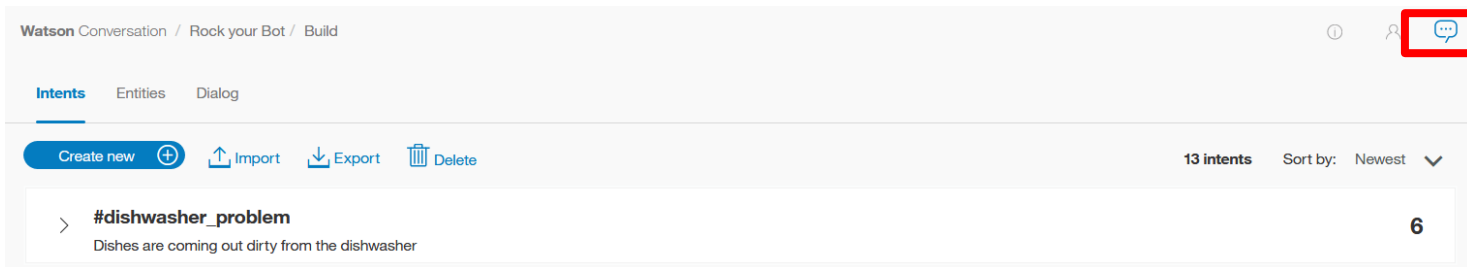 Watson Conversation / Rock your Bot / Build
Intents Entities Dialog
Create new Import Export Delete 13 intents Sort by: Newest
#dishwasher_problem 6
Dishes are coming out dirty from the dishwasher